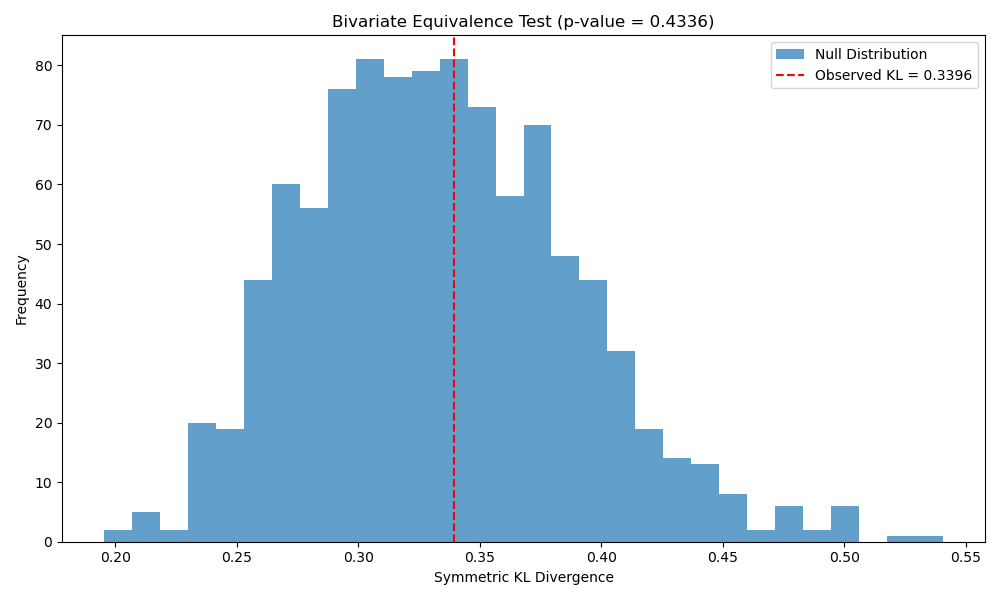 Bivariate Equivalence Test (p-value = 0.4336)
Null Distribution
Observed KL = 0.3396
Frequency
80
70
60
50
40
30
20
10
0
0.20 0.25 0.30 0.35 0.40 0.45 0.50 0.55
Symmetric KL Divergence